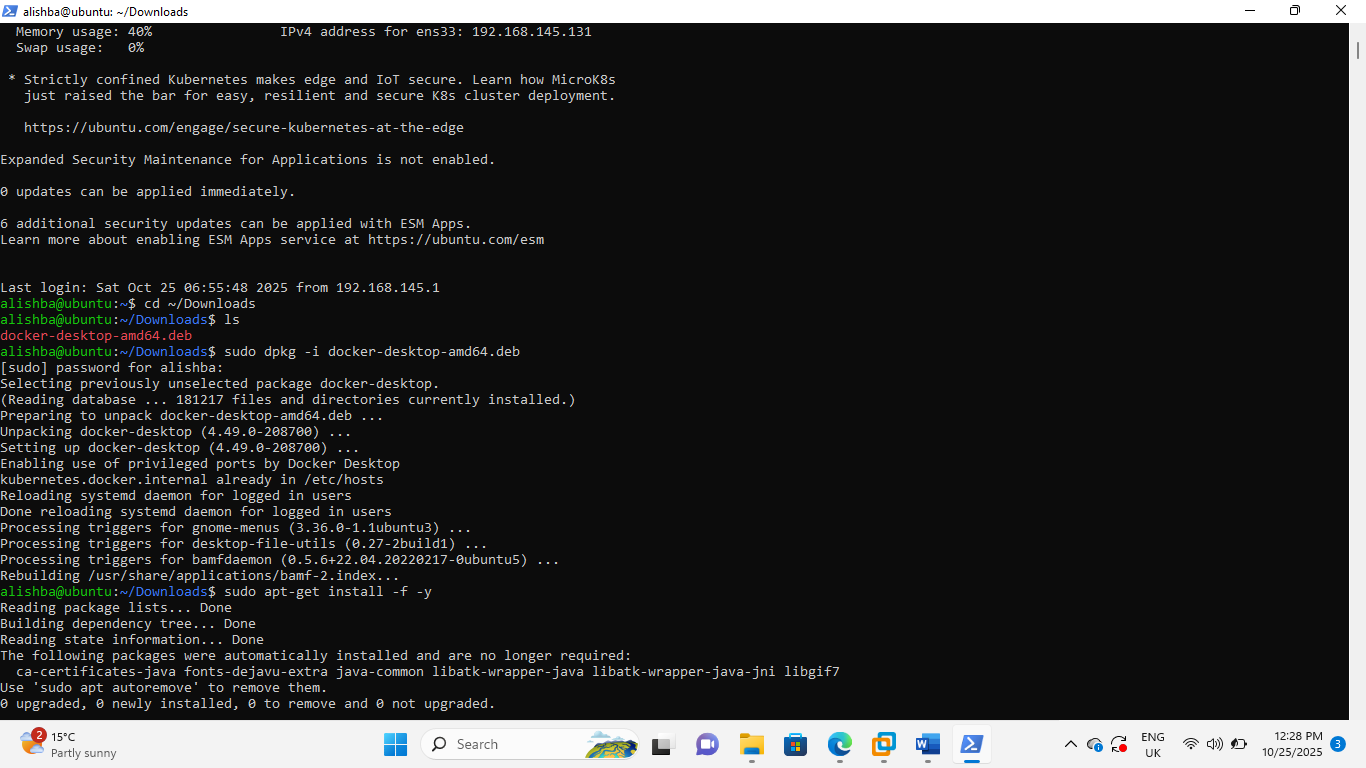 alishba@ubuntu: ~/Downloads
  Memory usage: 40%                IPv4 address for ens33: 192.168.145.131
  Swap usage:   0%
 * Strictly confined Kubernetes makes edge and IoT secure. Learn how MicroK8s
   just raised the bar for easy, resilient and secure K8s cluster deployment.
   https://ubuntu.com/engage/secure-kubernetes-at-the-edge
Expanded Security Maintenance for Applications is not enabled.
0 updates can be applied immediately.
6 additional security updates can be applied with ESM Apps.
Learn more about enabling ESM Apps service at https://ubuntu.com/esm
Last login: Sat Oct 25 06:55:48 2025 from 192.168.145.1
alishba@ubuntu:~$ cd ~/Downloads
alishba@ubuntu:~/Downloads$ ls
docker-desktop-amd64.deb
alishba@ubuntu:~/Downloads$ sudo dpkg -i docker-desktop-amd64.deb
[sudo] password for alishba:
Selecting previously unselected package docker-desktop.
(Reading database ... 181217 files and directories currently installed.)
Preparing to unpack docker-desktop-amd64.deb ...
Unpacking docker-desktop (4.49.0-208700) ...
Setting up docker-desktop (4.49.0-208700) ...
Enabling use of privileged ports by Docker Desktop
kubernetes.docker.internal already in /etc/hosts
Reloading systemd daemon for logged in users
Done reloading systemd daemon for logged in users
Processing triggers for gnome-menus (3.36.0-1.1ubuntu3) ...
Processing triggers for desktop-file-utils (0.27-2build1) ...
Processing triggers for bamfdaemon (0.5.6+22.04.20220217-0ubuntu5) ...
Rebuilding /usr/share/applications/bamf-2.index...
alishba@ubuntu:~/Downloads$ sudo apt-get install -f -y
Reading package lists... Done
Building dependency tree... Done
Reading state information... Done
The following packages were automatically installed and are no longer required:
  ca-certificates-java fonts-dejavu-extra java-common libatk-wrapper-java libatk-wrapper-java-jni libgif7
Use 'sudo apt autoremove' to remove them.
0 upgraded, 0 newly installed, 0 to remove and 0 not upgraded.
2
15°C
Partly sunny
Search
W
ENG
UK
12:28 PM
10/25/2025
3